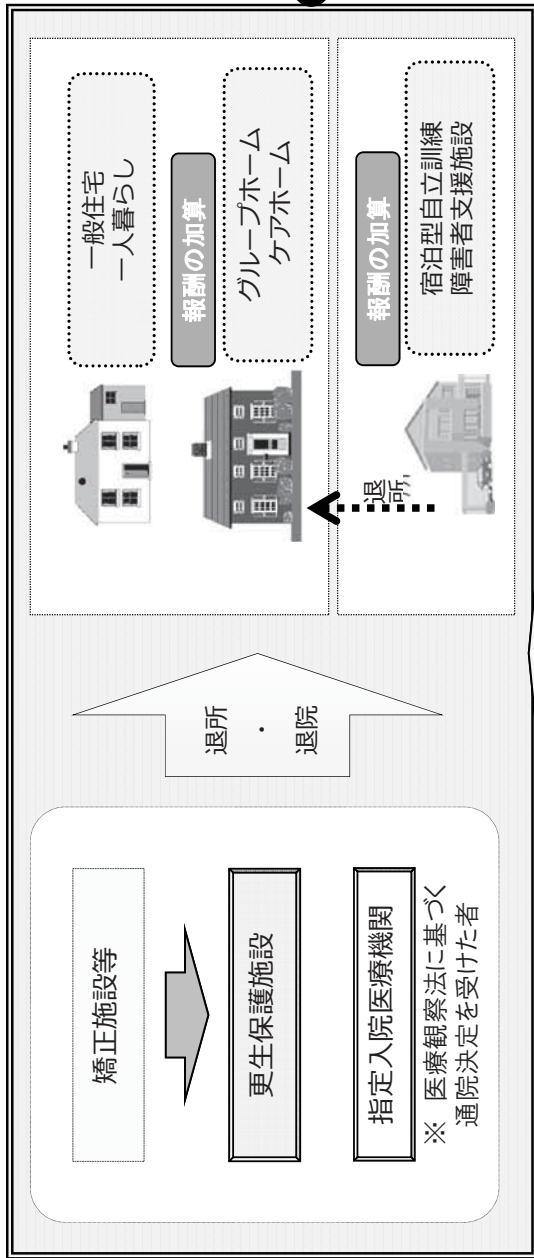 矯正施設等
更生保護施設
指定入院医療機関
※ 医療観察法に基づく
通院決定を受けた者
退所
・
退院
一般住宅
一人暮らし
報酬の加算
グループホーム
ケアホーム
退所
報酬の加算
宿泊型自立訓練
障害者支援施設